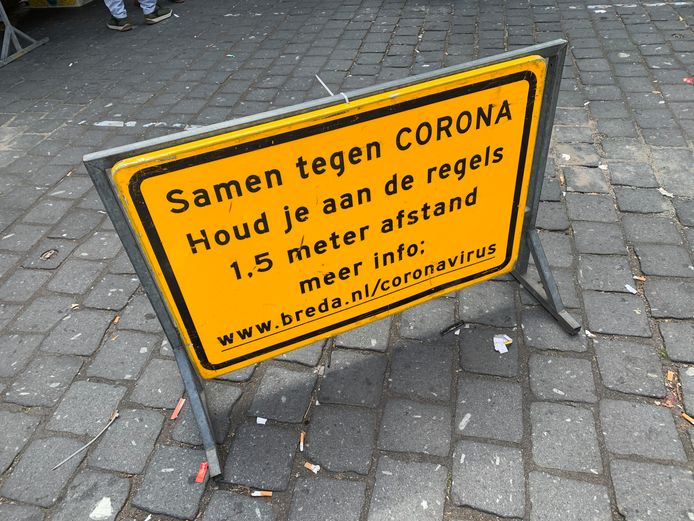 Samen tegen CORONA
Houd je aan de regels
1,5 meter afstand
meer info:
www.breda.nl/coronavirus